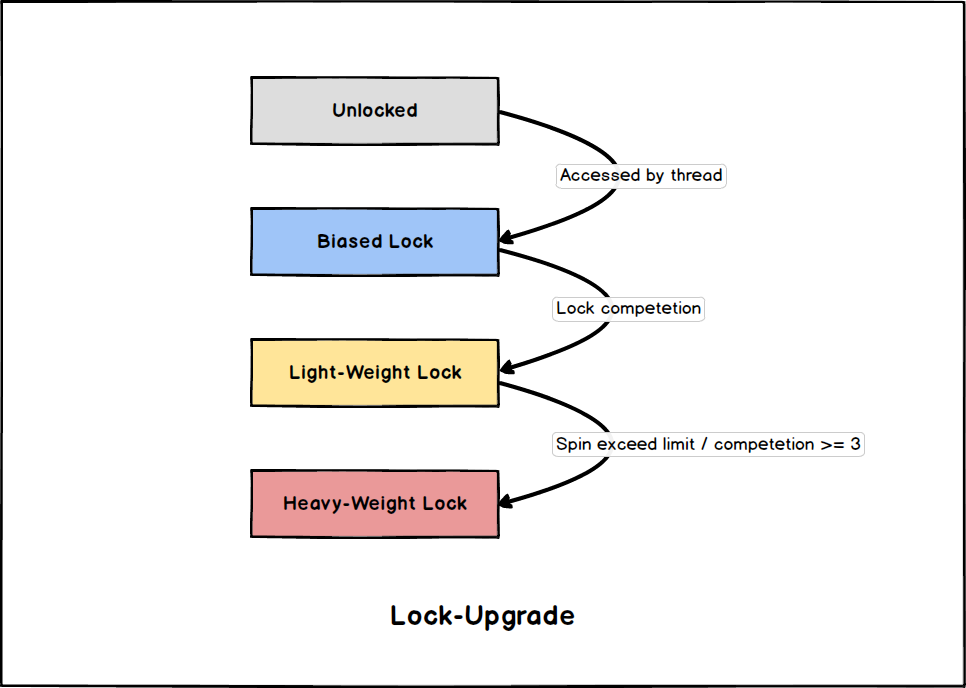 Unlocked
Accessed by thread
Biased Lock
Lock competetion
Light-Weight Lock
Spin exceed limit / competetion >= 3
Heavy-Weight Lock
Lock-Upgrade